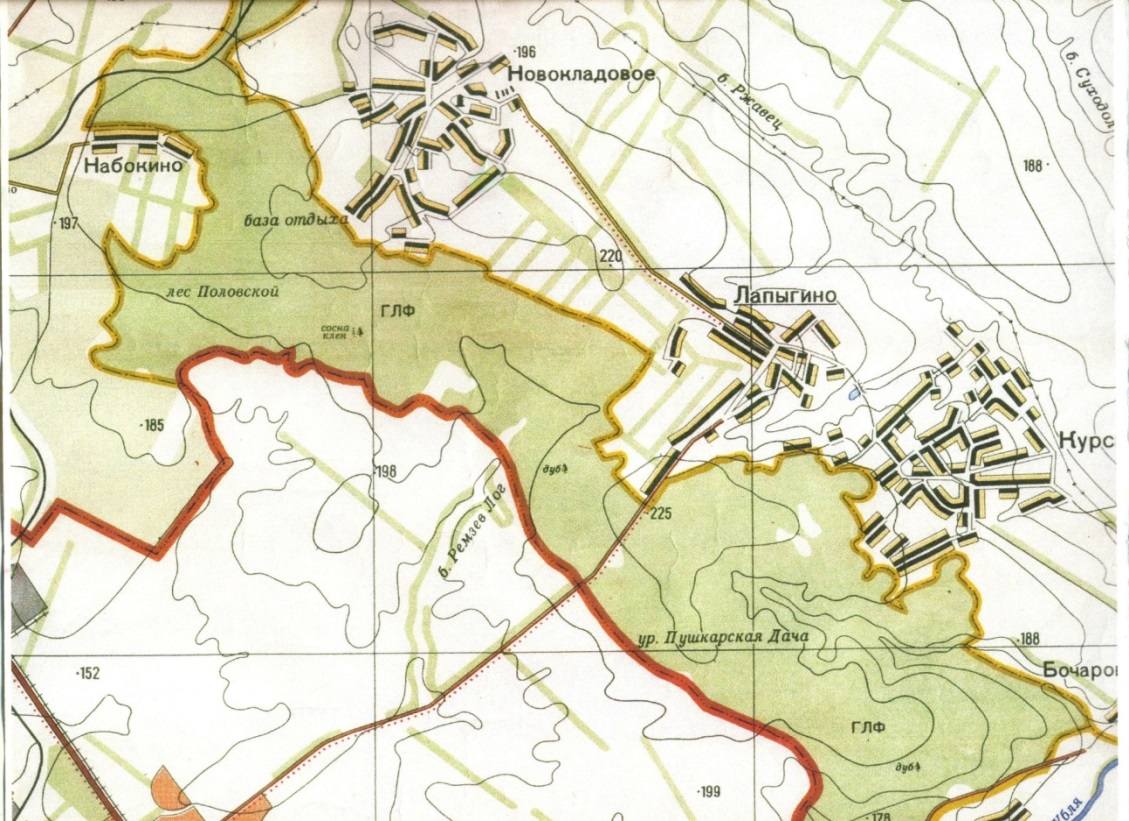 196
Новокладовое
б. Ржавец
б. Суходол
188
Набокино
197
база отдыха
220
лес Половской
ГЛФ
сосна
клен
Лапыгино
185
198
дуб
Курс
б. Ремзев Лог
225
ур. Пушкарская Дача
188
152
Бочаро
ГЛФ
дуб
199
178
убля